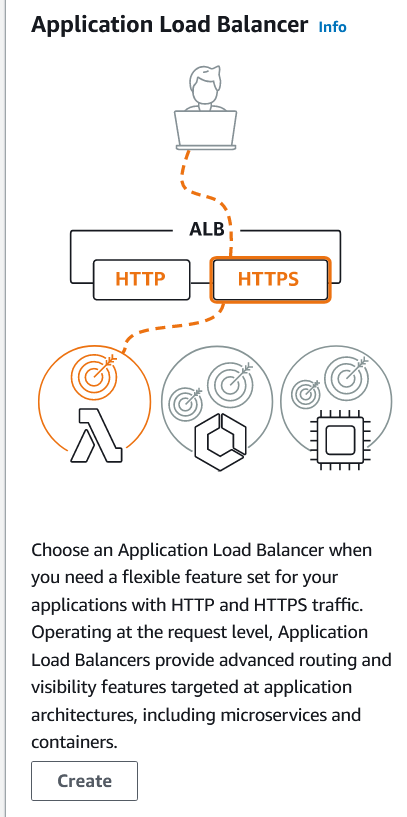 Application Load Balancer Info
ALB
HTTP HTTPS
Choose an Application Load Balancer when
you need a flexible feature set for your
applications with HTTP and HTTPS traffic.
Operating at the request level, Application
Load Balancers provide advanced routing and
visibility features targeted at application
architectures, including microservices and
containers.
Create